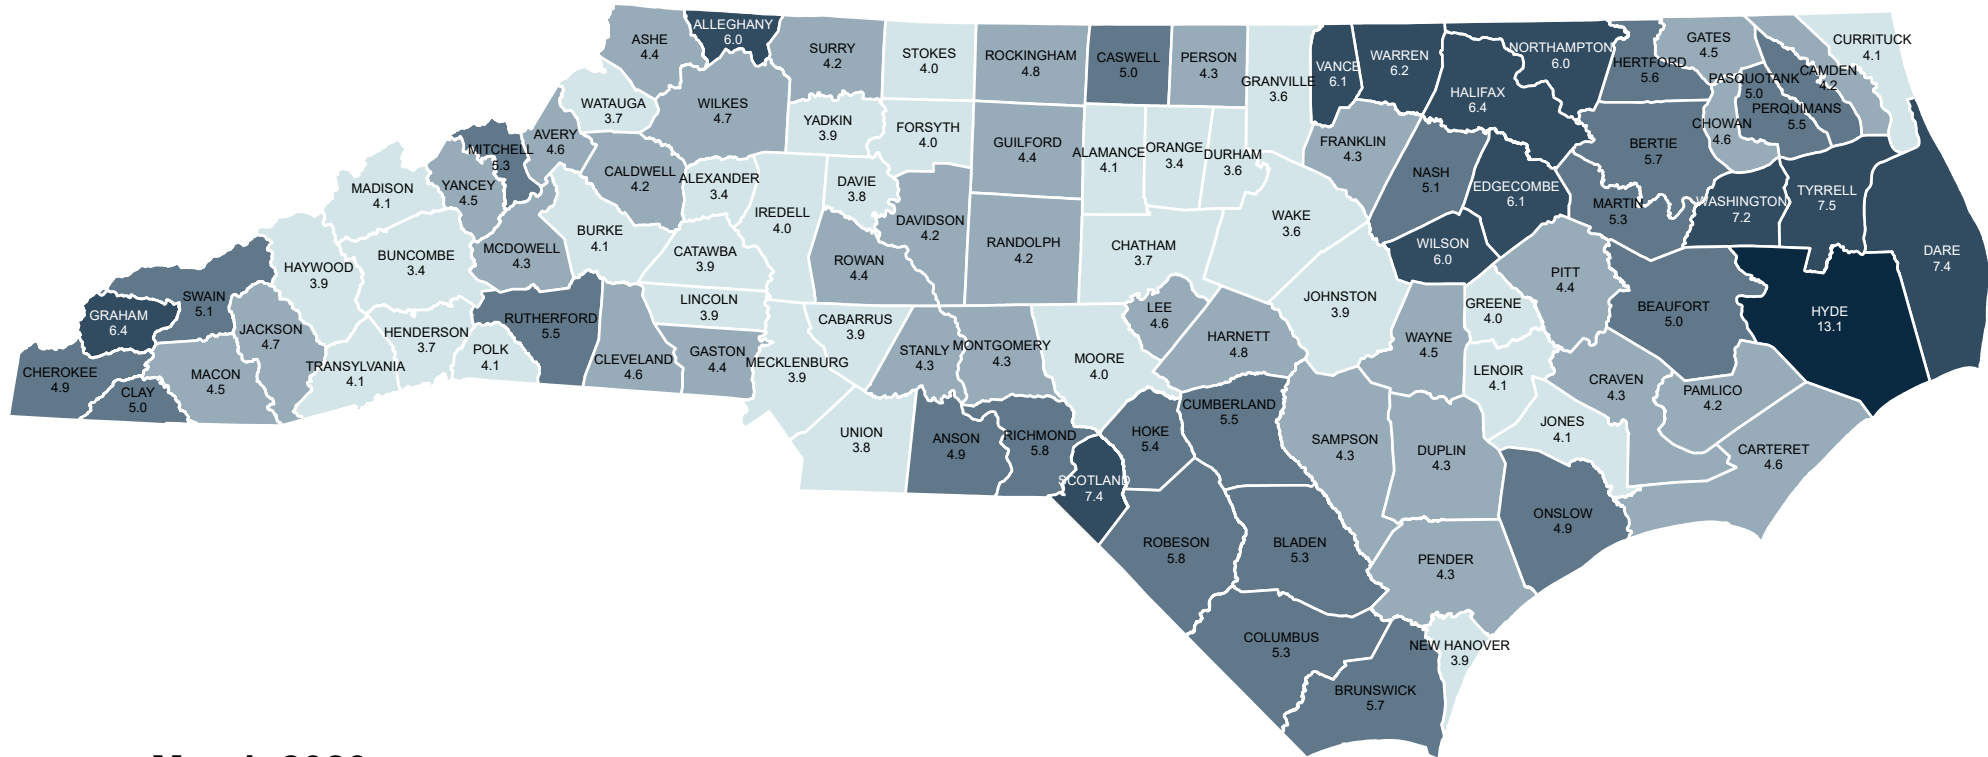 ALLEGHANY
6.0
ASHE
4.4
SURRY
4.2
STOKES
4.0
ROCKINGHAM
4.8
CASWELL
5.0
PERSON
4.3
GRANVILLE
3.6
VANCE
6.1
WARREN
6.2
NORTHAMPTON
6.0
HALIFAX
6.4
HERTFORD
5.6
GATES
4.5
CURRITUCK
4.1
CAMDEN
4.2
PASQUOTANK
5.0
PERQUIMANS
5.5
CHOWAN
4.6
WATAUGA
3.7
WILKES
4.7
YADKIN
3.9
FORSYTH
4.0
GUILFORD
4.4
ALAMANCE
4.1
ORANGE
3.4
DURHAM
3.6
FRANKLIN
4.3
NASH
5.1
EDGECOMBE
6.1
BERTIE
5.7
MARTIN
5.3
WASHINGTON
7.2
TYRRELL
7.5
DARE
7.4
AVERY
4.6
MITCHELL
5.3
YANCEY
4.5
MADISON
4.1
CALDWELL
4.2
ALEXANDER
3.4
IREDELL
4.0
DAVIE
3.8
DAVIDSON
4.2
RANDOLPH
4.2
CHATHAM
3.7
WAKE
3.6
WILSON
6.0
PITT
4.4
BEAUFORT
5.0
HYDE
13.1
HAYWOOD
3.9
BUNCOMBE
3.4
MCDOWELL
4.3
BURKE
4.1
CATAWBA
3.9
ROWAN
4.4
LINCOLN
3.9
LEE
4.6
JOHNSTON
3.9
GREENE
4.0
WAYNE
4.5
LENOIR
4.1
CRAVEN
4.3
PAMLICO
4.2
JONES
4.1
CARTERET
4.6
SWAIN
5.1
GRAHAM
6.4
JACKSON
4.7
CHEROKEE
4.9
CLAY
5.0
MACON
4.5
TRANSYLVANIA
4.1
HENDERSON
3.7
POLK
4.1
RUTHERFORD
5.5
CLEVELAND
4.6
GASTON
4.4
MECKLENBURG
3.9
CABARRUS
3.9
STANLY
4.3
MONTGOMERY
4.3
MOORE
4.0
HARNETT
4.8
UNION
3.8
ANSON
4.9
RICHMOND
5.8
SCOTLAND
7.4
HOKE
5.4
CUMBERLAND
5.5
SAMPSON
4.3
DUPLIN
4.3
ONSLOW
4.9
ROBESON
5.8
BLADEN
5.3
PENDER
4.3
COLUMBUS
5.3
NEW HANOVER
3.9
BRUNSWICK
5.7